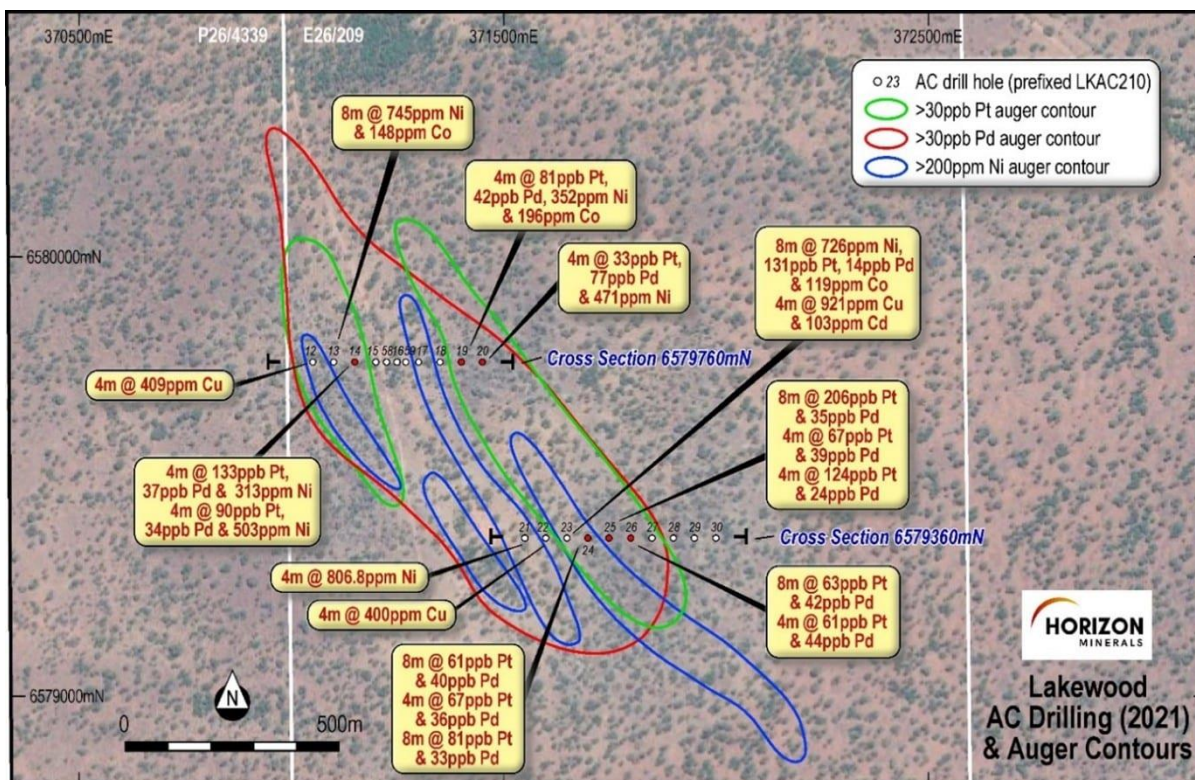 370500mE
P26/4339
E26/209
371500mE
372500mE
23 AC drill hole (prefixed LKAC210)
>30ppb Pt auger contour
>30ppb Pd auger contour
>200ppm Ni auger contour
8m @ 745ppm Ni
& 148ppm Co
4m @ 81ppb Pt,
42ppb Pd, 352ppm Ni
& 196ppm Co
4m @ 33ppb Pt,
77ppb Pd
& 471ppm Ni
8m @ 726ppm Ni,
131ppb Pt, 14ppb Pd
& 119ppm Co
4m @ 921ppm Cu
& 103ppm Cd
6580000mN
12 13 14 15 58 16 59 17 18 19 20
Cross Section 6579760mN
4m @ 409ppm Cu
8m @ 206ppb Pt
& 35ppb Pd
4m @ 67ppb Pt
& 39ppb Pd
4m @ 124ppb Pt
& 24ppb Pd
4m @ 133ppb Pt,
37ppb Pd & 313ppm Ni
4m @ 90ppb Pt,
34ppb Pd & 503ppm Ni
21 22 23 24 25 26 27 28 29 30
Cross Section 6579360mN
4m @ 806.8ppm Ni
4m @ 400ppm Cu
8m @ 63ppb Pt
& 42ppb Pd
4m @ 61ppb Pt
& 44ppb Pd
8m @ 61ppb Pt
& 40ppb Pd
4m @ 67ppb Pt
& 36ppb Pd
8m @ 81ppb Pt
& 33ppb Pd
HORIZON
MINERALS
6579000mN
N
0 500m
Lakewood
AC Drilling (2021)
& Auger Contours